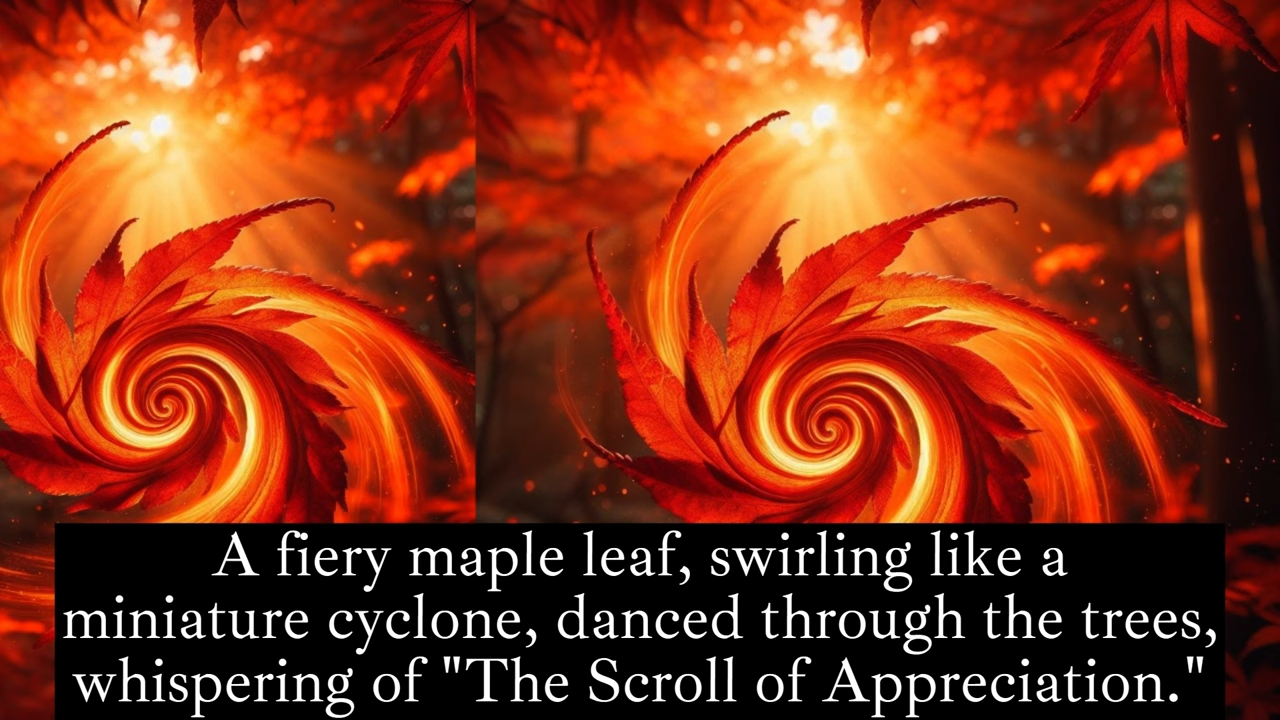 A fiery maple leaf, swirling like a
miniature cyclone, danced through the trees,
whispering of "The Scroll of Appreciation."